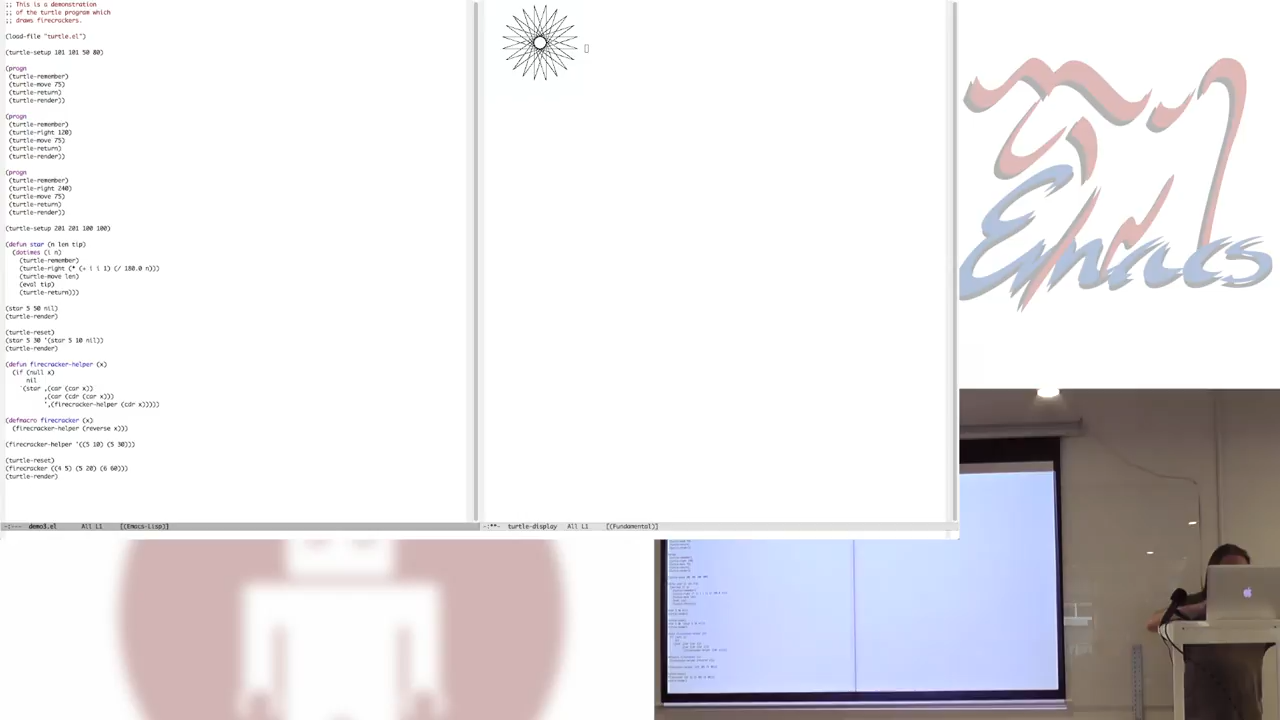 ;; This is a demonstration
;; of the turtle program which
;; draws firecrackers.
(load-file "turtle.el")
(turtle-setup 101 101 50 80)
(progn
(turtle-remember)
(turtle-move 75)
(turtle-return)
(turtle-render))
(progn
(turtle-remember)
(turtle-right 120)
(turtle-move 75)
(turtle-return)
(turtle-render))
(progn
(turtle-remember)
(turtle-right 240)
(turtle-move 75)
(turtle-return)
(turtle-render))
(turtle-setup 201 201 100 100)
(defun star (n len tip)
(dotimes (i n)
(turtle-remember)
(turtle-right (* (+ i i 1) (/ 180.0 n)))
(turtle-move len)
(eval tip)
(turtle-return)))
(star 5 50 nil)
(turtle-render)
(turtle-reset)
(star 5 30 '(star 5 10 nil))
(turtle-render)
(defun firecracker-helper (x)
(if (null x)
nil
`(star ,(car (car x))
,(car (cdr (car x)))
',(firecracker-helper (cdr x)))))
(defmacro firecracker (x)
(firecracker-helper (reverse x)))
(firecracker-helper '((5 10) (5 30)))
(turtle-reset)
(firecracker ((4 5) (5 20) (6 60)))
(turtle-render)
-:--- demo3.el All L1 [(Emacs-Lisp)]
-:**- turtle-display All L1 [(Fundamental)]
Emacs